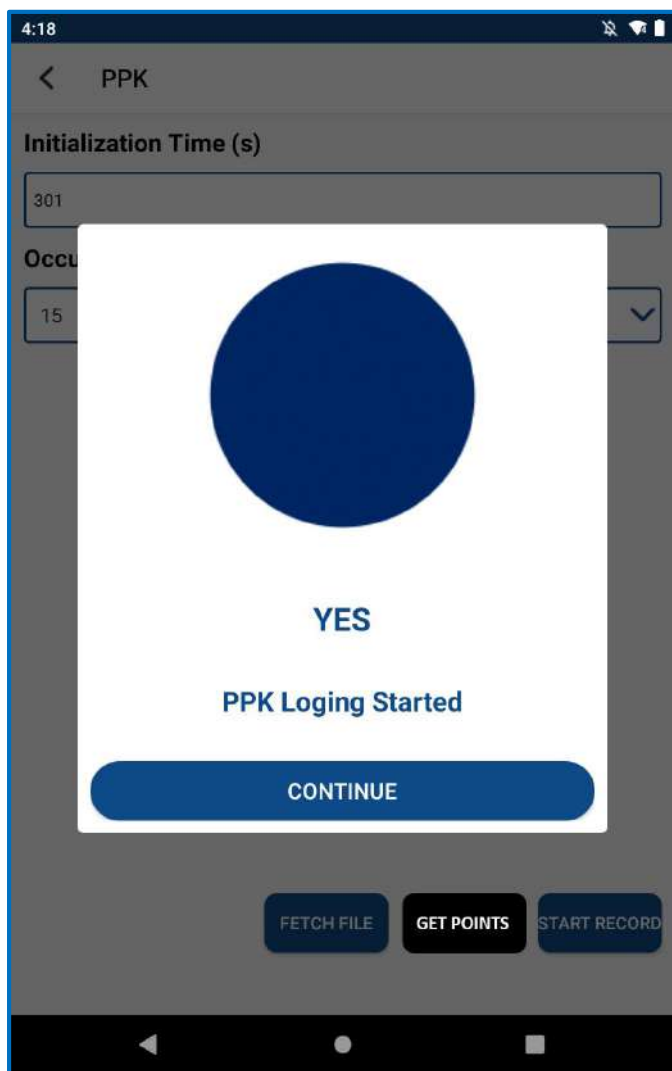 4:18
PPK
Initialization Time (s)
301
Occu
15
YES
PPK Loging Started
CONTINUE
FETCH FILE
GET POINTS
START RECORD